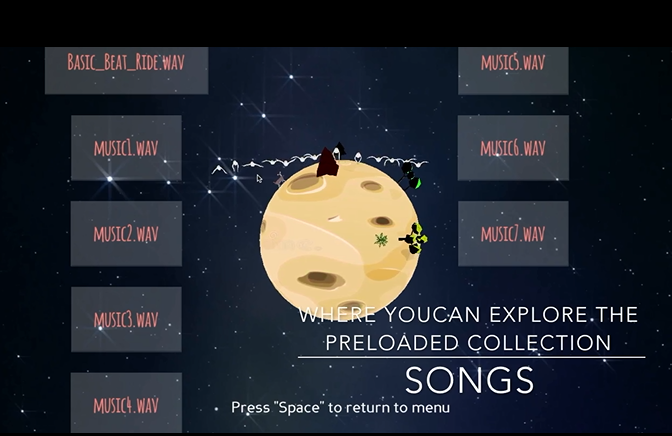 Basic_Beat_Ride.wav
music1.wav
music2.wav
music3.wav
music4.wav
music5.wav
music6.wav
music7.wav
WHERE YOUCAN EXPLORE THE
PRELOADED COLLECTION
SONGS
Press "Space" to return to menu